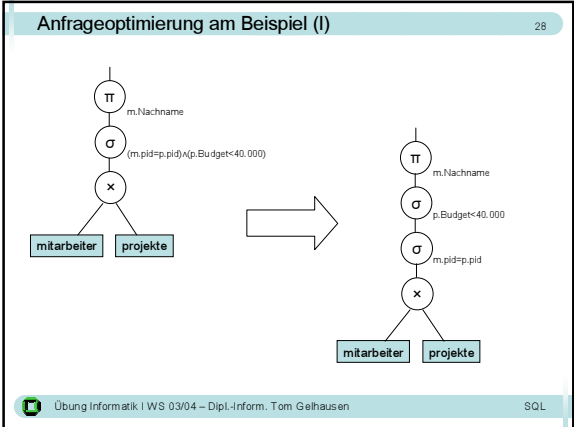 Anfrageoptimierung am Beispiel (I)
28
π
m.Nachname
σ
(m.pid=p.pid)∧(p.Budget<40.000)
×
mitarbeiter projekte
π
m.Nachname
σ
p.Budget<40.000
σ
m.pid=p.pid
×
mitarbeiter projekte
Übung Informatik I WS 03/04 – Dipl.-Inform. Tom Gelhausen
SQL